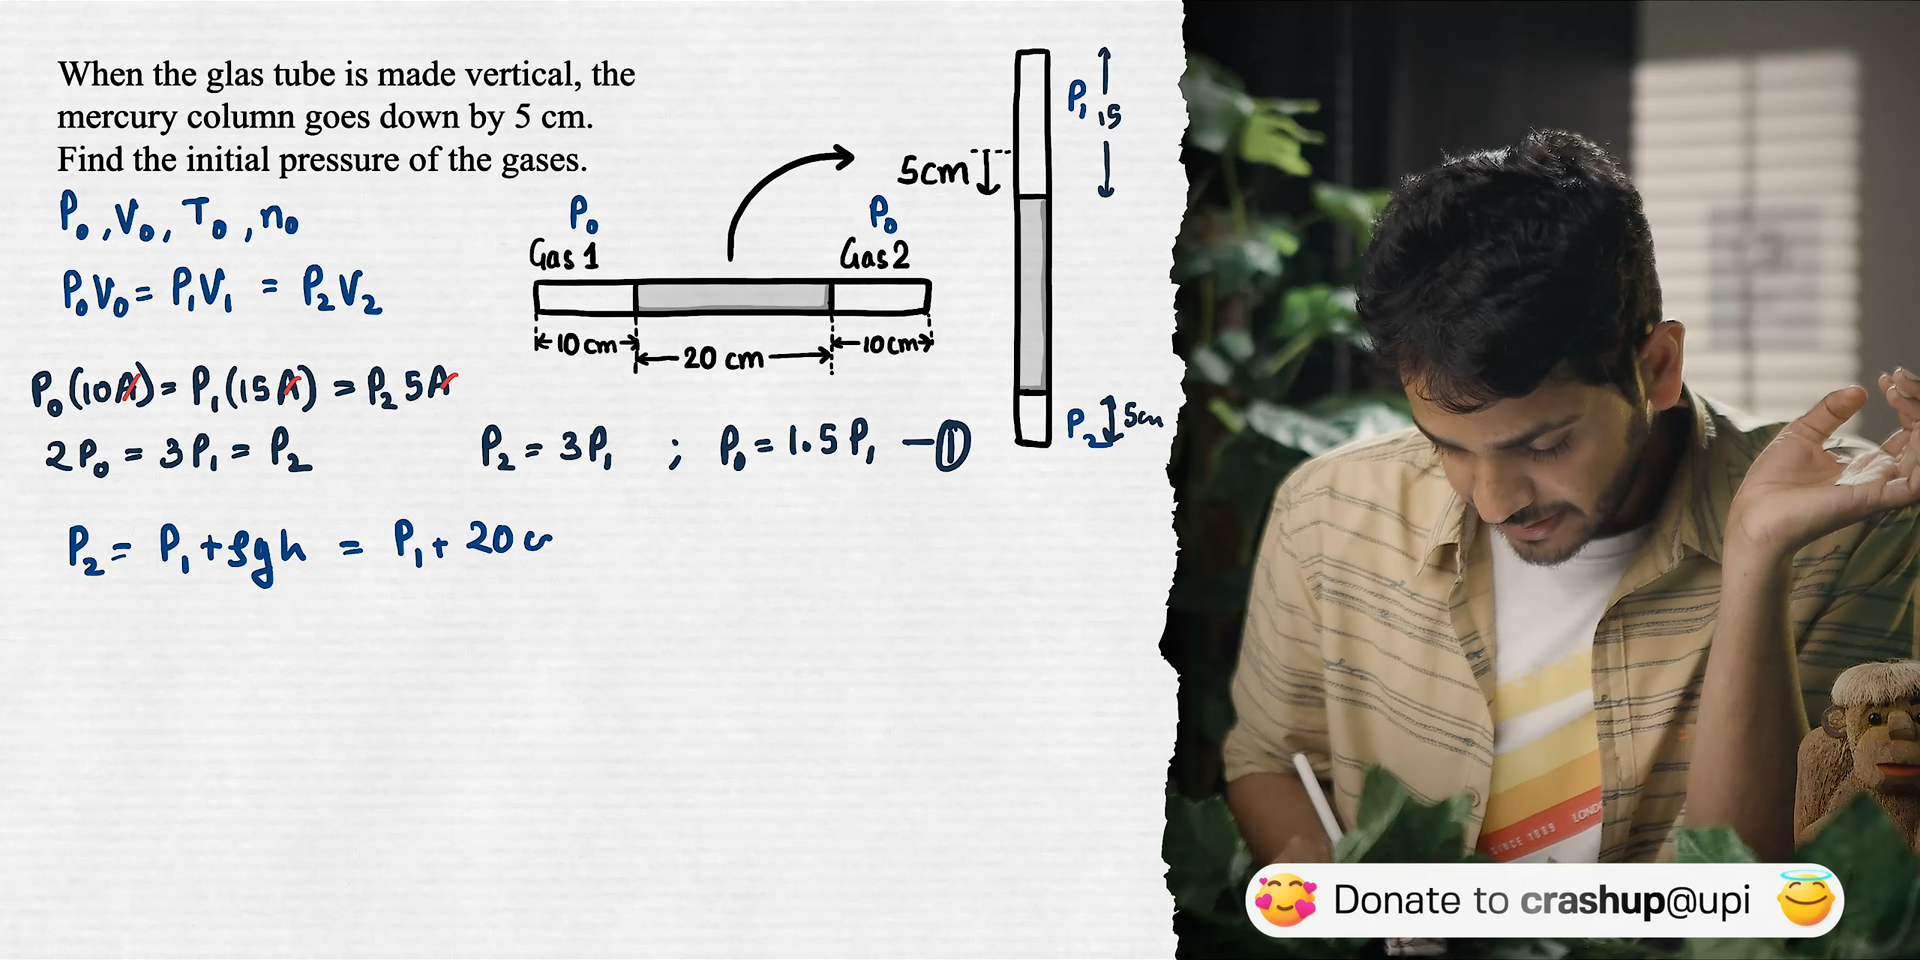 When the glas tube is made vertical, the
mercury column goes down by 5 cm.
Find the initial pressure of the gases.
P₀, V₀, T₀, n₀
P₀V₀ = P₁V₁ = P₂V₂
P₀(10A) = P₁(15A) = P₂ 5A
2P₀ = 3P₁ = P₂
P₂ = 3P₁ ; P₀ = 1.5 P₁ —①
P₂ = P₁ + ρgh = P₁ + 20 c
P₀
Gas 1
P₀
Gas 2
10 cm
20 cm
10 cm
5cm
P₁
15
P₂
5cm
SINCE 1889 LONDO
Donate to crashup@upi